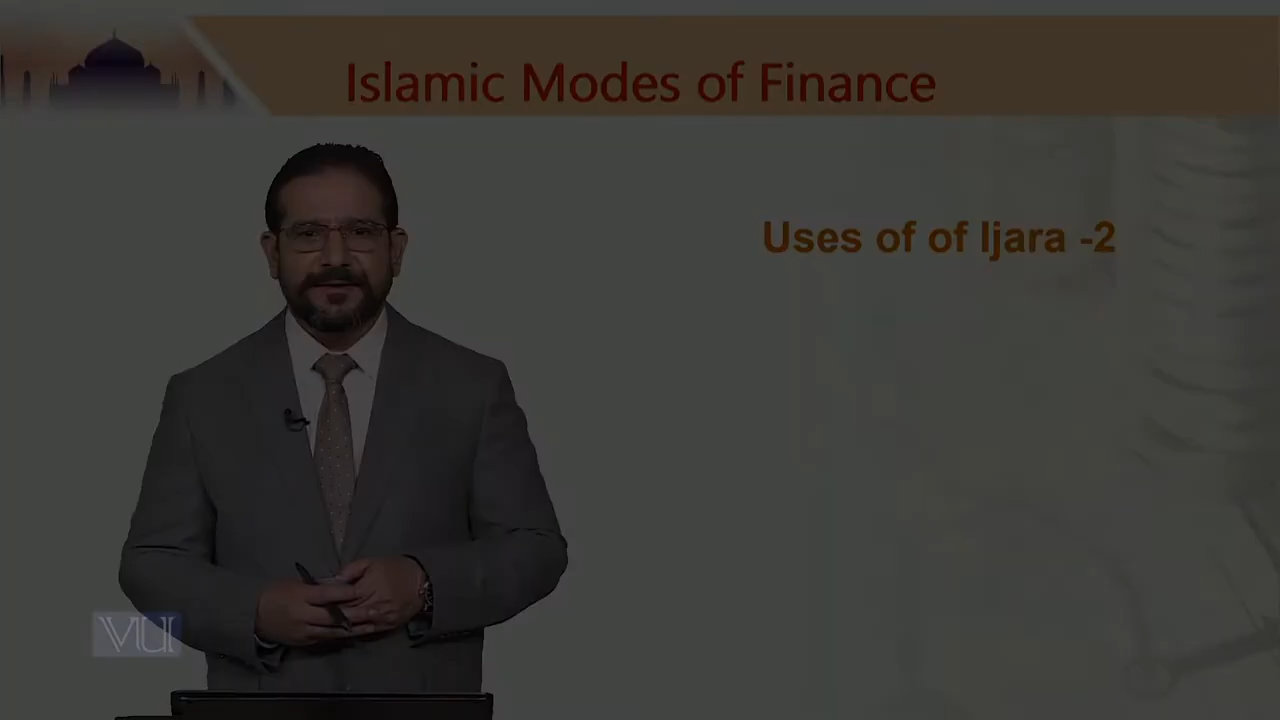 Islamic Modes of Finance
Uses of of Ijara -2
VU